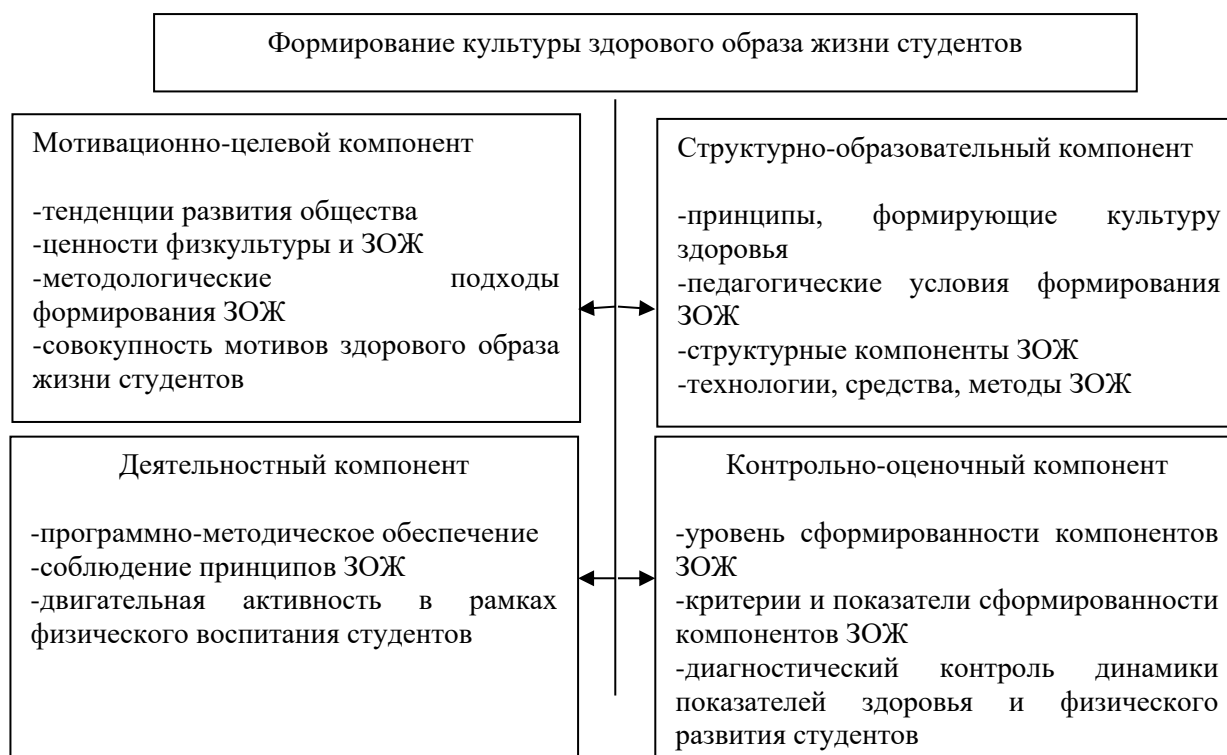 Формирование культуры здорового образа жизни студентов
Мотивационно-целевой компонент
-тенденции развития общества
-ценности физкультуры и ЗОЖ
-методологические подходы
формирования ЗОЖ
-совокупность мотивов здорового образа
жизни студентов
Структурно-образовательный компонент
-принципы, формирующие культуру
здоровья
-педагогические условия формирования
ЗОЖ
-структурные компоненты ЗОЖ
-технологии, средства, методы ЗОЖ
Деятельностный компонент
-программно-методическое обеспечение
-соблюдение принципов ЗОЖ
-двигательная активность в рамках
физического воспитания студентов
Контрольно-оценочный компонент
-уровень сформированности компонентов
ЗОЖ
-критерии и показатели сформированности
компонентов ЗОЖ
-диагностический контроль динамики
показателей здоровья и физического
развития студентов